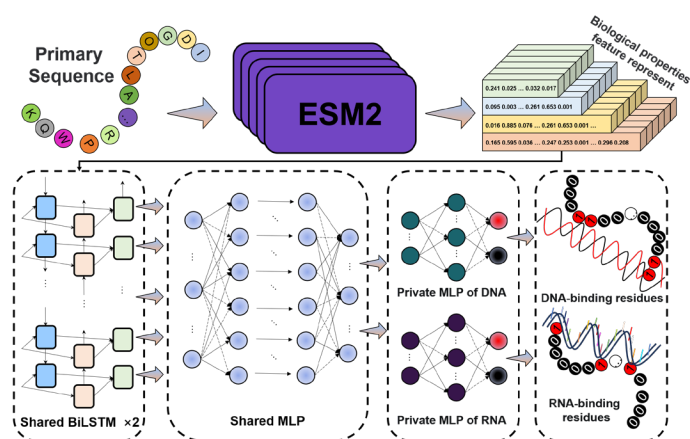 Primary
Sequence
I
D
G
O
T
L
A
...
R
P
W
Q
K
ESM2
Biological properties
feature represent
0.241 0.025 ... 0.032 0.017
0.095 0.003 ... 0.261 0.653 0.001
0.016 0.885 0.076 ... 0.261 0.653 0.001 ...
0.165 0.595 0.036 ... 0.247 0.253 0.001 ... 0.296 0.208
Shared BiLSTM ×2
Shared MLP
Private MLP of DNA
Private MLP of RNA
DNA-binding residues
RNA-binding
residues